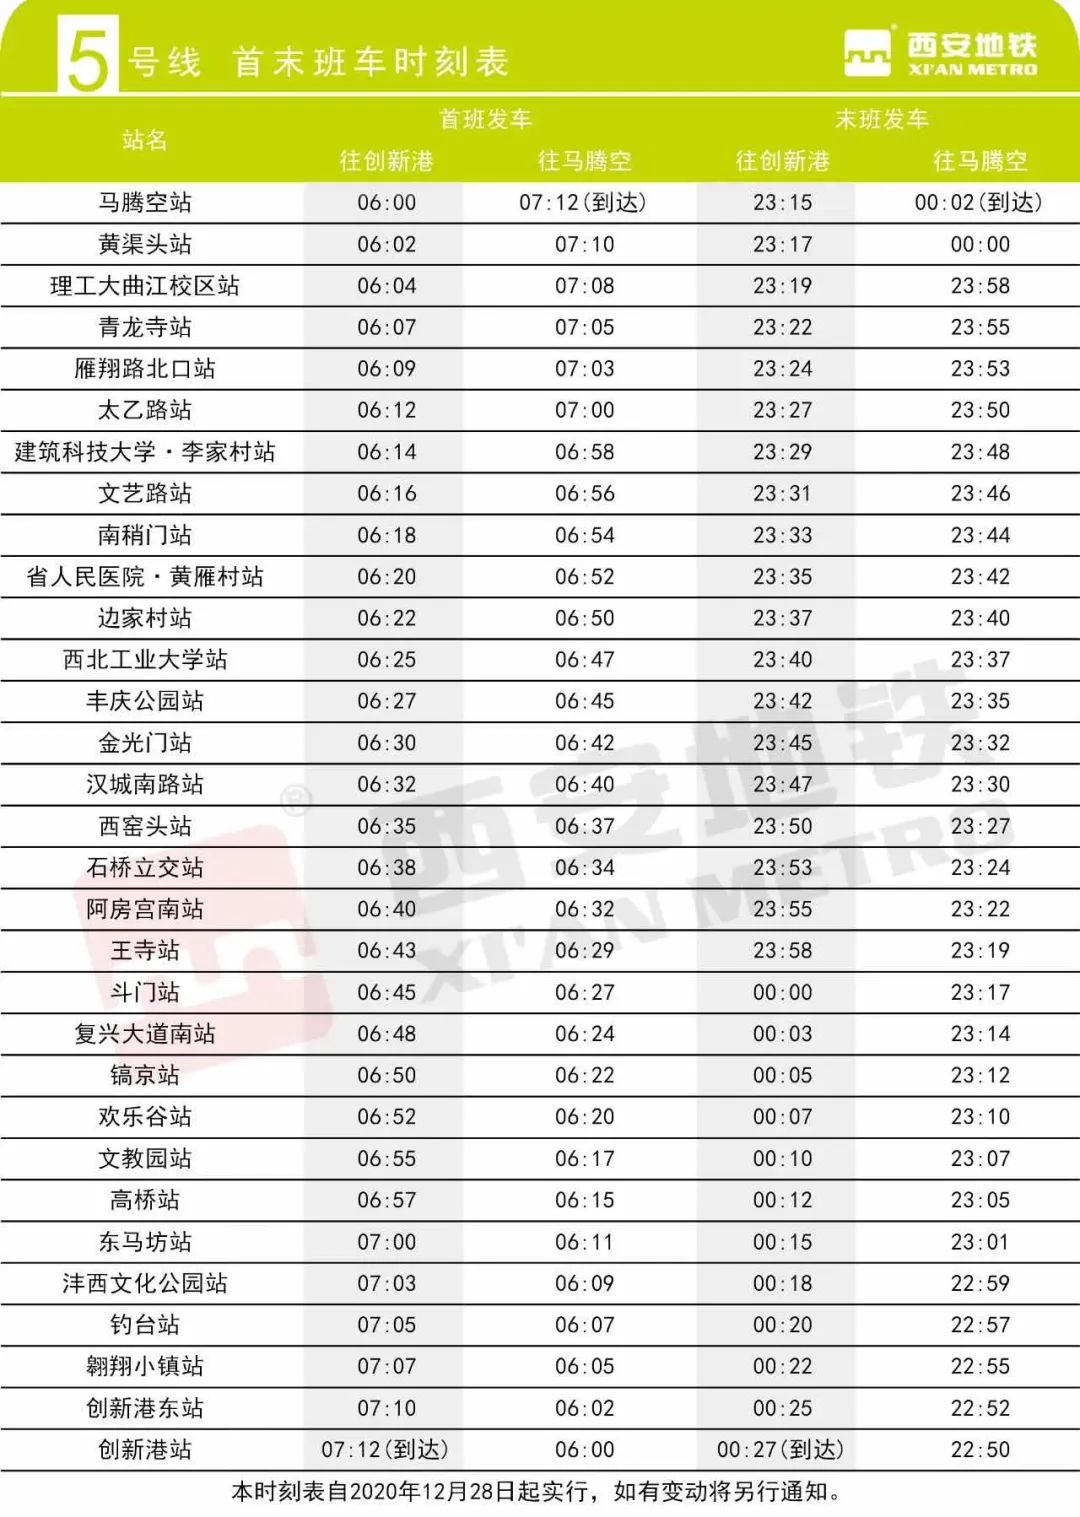 5号线 首末班车时刻表
西安地铁
XI'AN METRO
站名 首班发车 末班发车
往创新港 往马腾空 往创新港 往马腾空
马腾空站 06:00 07:12(到达) 23:15 00:02(到达)
黄渠头站 06:02 07:10 23:17 00:00
理工大曲江校区站 06:04 07:08 23:19 23:58
青龙寺站 06:07 07:05 23:22 23:55
雁翔路北口站 06:09 07:03 23:24 23:53
太乙路站 06:12 07:00 23:27 23:50
建筑科技大学·李家村站 06:14 06:58 23:29 23:48
文艺路站 06:16 06:56 23:31 23:46
南稍门站 06:18 06:54 23:33 23:44
省人民医院·黄雁村站 06:20 06:52 23:35 23:42
边家村站 06:22 06:50 23:37 23:40
西北工业大学站 06:25 06:47 23:40 23:37
丰庆公园站 06:27 06:45 23:42 23:35
金光门站 06:30 06:42 23:45 23:32
汉城南路站 06:32 06:40 23:47 23:30
西窑头站 06:35 06:37 23:50 23:27
石桥立交站 06:38 06:34 23:53 23:24
阿房宫南站 06:40 06:32 23:55 23:22
王寺站 06:43 06:29 23:58 23:19
斗门站 06:45 06:27 00:00 23:17
复兴大道南站 06:48 06:24 00:03 23:14
镐京站 06:50 06:22 00:05 23:12
欢乐谷站 06:52 06:20 00:07 23:10
文教园站 06:55 06:17 00:10 23:07
高桥站 06:57 06:15 00:12 23:05
东马坊站 07:00 06:11 00:15 23:01
沣西文化公园站 07:03 06:09 00:18 22:59
钓台站 07:05 06:07 00:20 22:57
翱翔小镇站 07:07 06:05 00:22 22:55
创新港东站 07:10 06:02 00:25 22:52
创新港站 07:12(到达) 06:00 00:27(到达) 22:50
本时刻表自2020年12月28日起实行，如有变动将另行通知。
西安地铁
XI'AN METRO